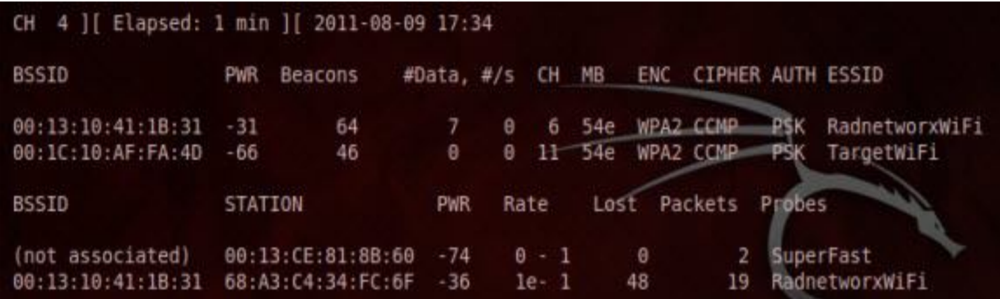 CH 4 ][ Elapsed: 1 min ][ 2011-08-09 17:34
BSSID PWR Beacons #Data, #/s CH MB ENC CIPHER AUTH ESSID
00:13:10:41:1B:31 -31 64 7 0 6 54e WPA2 CCMP PSK RadnetworxWiFi
00:1C:10:AF:FA:4D -66 46 0 0 11 54e WPA2 CCMP PSK TargetWiFi
BSSID STATION PWR Rate Lost Packets Probes
(not associated) 00:13:CE:81:8B:60 -74 0 - 1 0 2 SuperFast
00:13:10:41:1B:31 68:A3:C4:34:FC:6F -36 1e- 1 48 19 RadnetworxWiFi